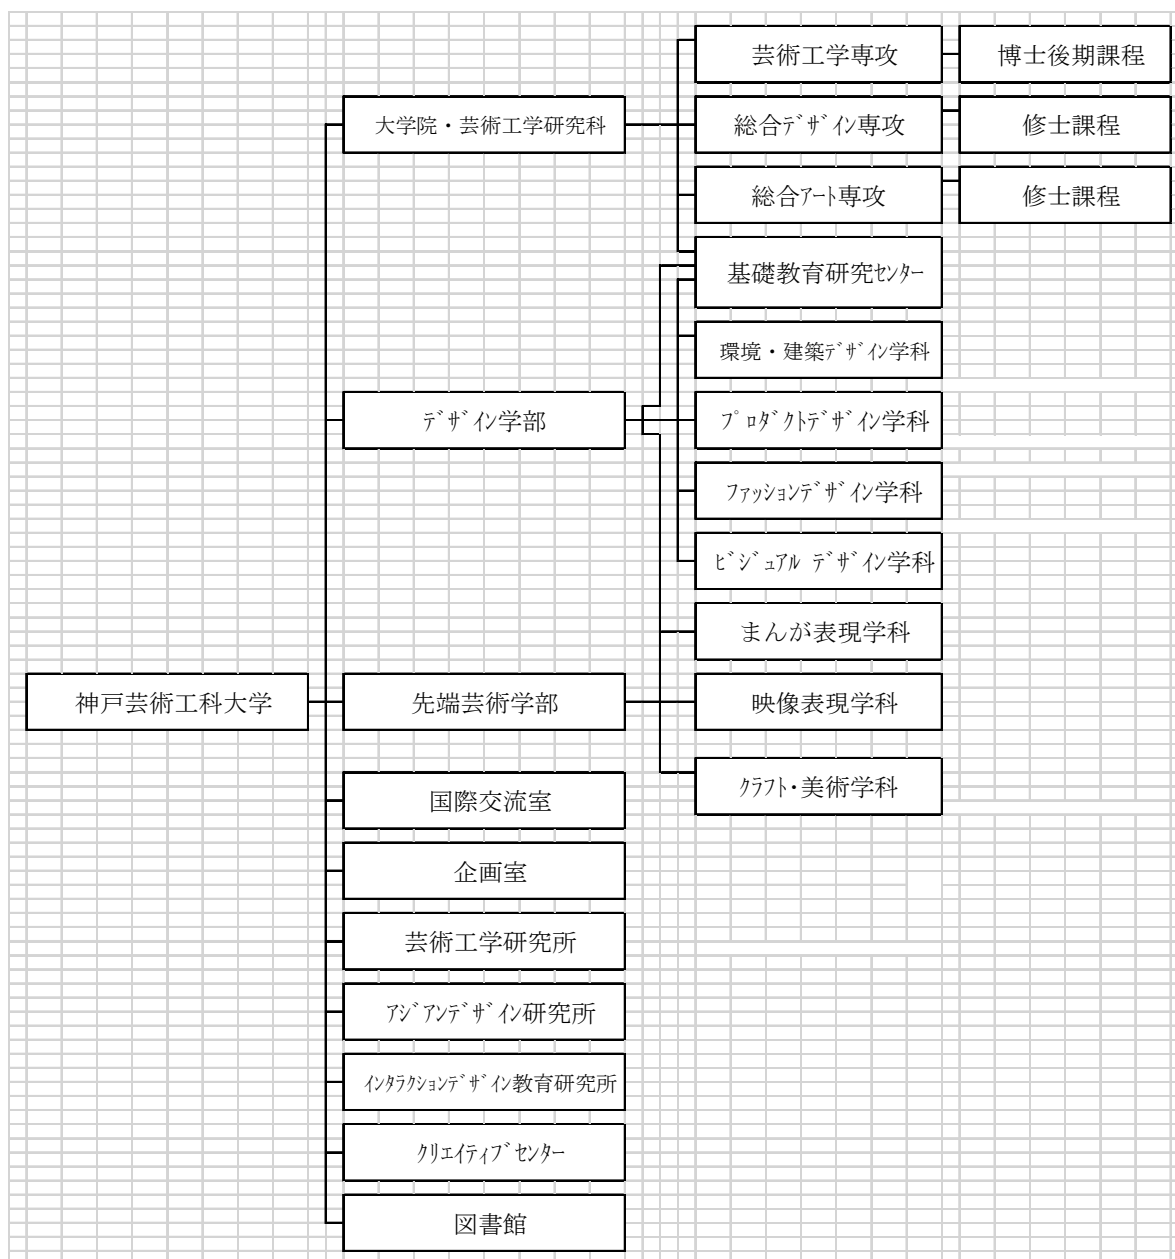 芸術工学専攻
博士後期課程
大学院・芸術工学研究科
総合ﾃﾞｻﾞｲﾝ専攻
修士課程
総合ｱｰﾄ専攻
修士課程
基礎教育研究ｾﾝﾀｰ
環境・建築ﾃﾞｻﾞｲﾝ学科
ﾃﾞｻﾞｲﾝ学部
ﾌﾟﾛﾀﾞｸﾄﾃﾞｻﾞｲﾝ学科
ﾌｧｯｼｮﾝﾃﾞｻﾞｲﾝ学科
ﾋﾞｼﾞｭｱﾙ ﾃﾞｻﾞｲﾝ学科
まんが表現学科
神戸芸術工科大学
先端芸術学部
映像表現学科
ｸﾗﾌﾄ･美術学科
国際交流室
企画室
芸術工学研究所
ｱｼﾞｱﾝﾃﾞｻﾞｲﾝ研究所
ｲﾝﾀﾗｸｼｮﾝﾃﾞｻﾞｲﾝ教育研究所
ｸﾘｴｲﾃｨﾌﾞｾﾝﾀｰ
図書館